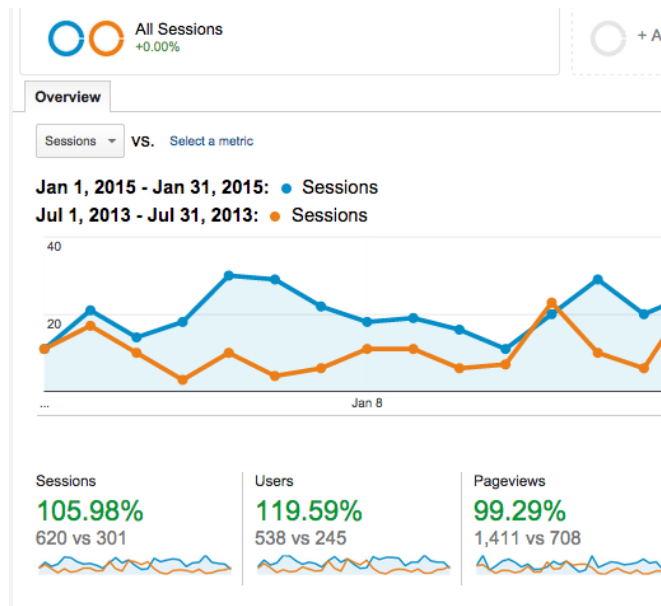 All Sessions
+0.00%
+ A
Overview
Sessions VS. Select a metric
Jan 1, 2015 - Jan 31, 2015: Sessions
Jul 1, 2013 - Jul 31, 2013: Sessions
40
20
... Jan 8
Sessions Users Pageviews
105.98% 119.59% 99.29%
620 vs 301 538 vs 245 1,411 vs 708